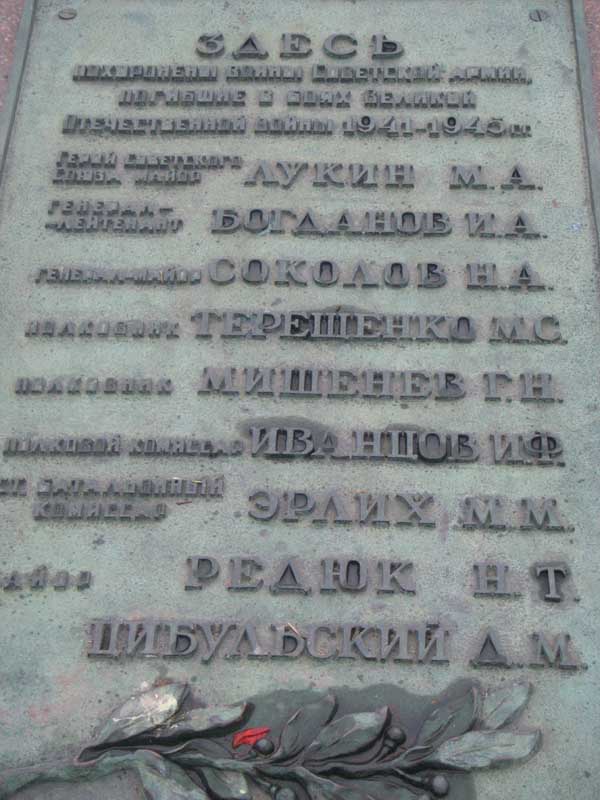 ЗДЕСЬ
ПОХОРОНЕНЫ ВОИНЫ СОВЕТСКОЙ АРМИИ,
ПОГИБШИЕ В БОЯХ ВЕЛИКОЙ
ОТЕЧЕСТВЕННОЙ ВОЙНЫ 1941-1945 гг.
ГЕРОЙ СОВЕТСКОГО
СОЮЗА МАЙОР ЛУКИН М. А.
ГЕНЕРАЛ-
-ЛЕЙТЕНАНТ БОГДАНОВ И. А.
ГЕНЕРАЛ-МАЙОР СОКОЛОВ Н. А.
ПОЛКОВНИК ТЕРЕЩЕНКО М. С.
ПОЛКОВНИК МИШЕНЕВ Г. Н.
ПОЛКОВОЙ КОМИССАР ИВАНЦОВ И. Ф.
СТ. БАТАЛЬОННЫЙ
КОМИССАР ЭРЛИХ М. М.
МАЙОР РЕДЮК Н. Т.
ЦИБУЛЬСКИЙ Д. М.